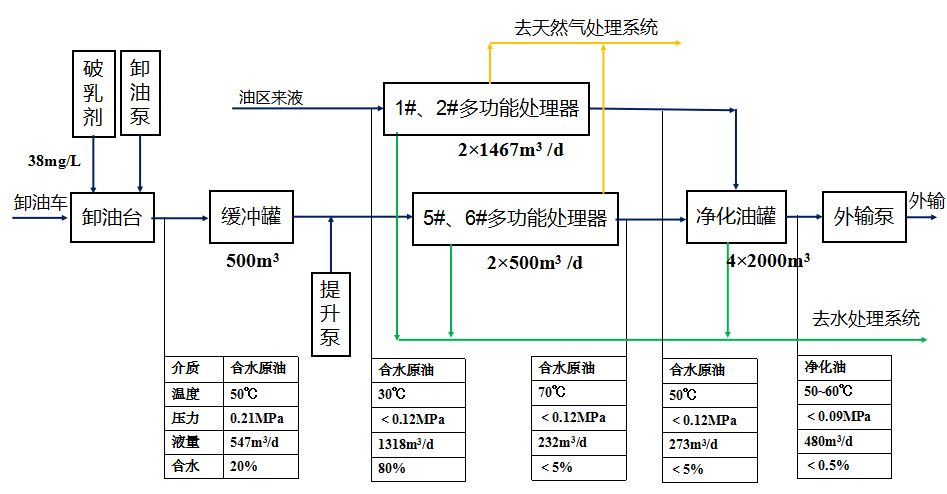 去天然气处理系统
破乳剂
卸油泵
油区来液
1#、2#多功能处理器
2×1467m³ /d
38mg/L
卸油车
卸油台
缓冲罐
500m³
5#、6#多功能处理器
2×500m³ /d
净化油罐
4×2000m³
外输泵
外输
提升泵
去水处理系统
介质 含水原油
温度 50℃
压力 0.21MPa
液量 547m³/d
含水 20%
含水原油
30℃
＜0.12MPa
1318m³/d
80%
含水原油
70℃
＜0.12MPa
232m³/d
＜5%
含水原油
50℃
＜0.12MPa
273m³/d
＜5%
净化油
50~60℃
＜0.09MPa
480m³/d
＜0.5%